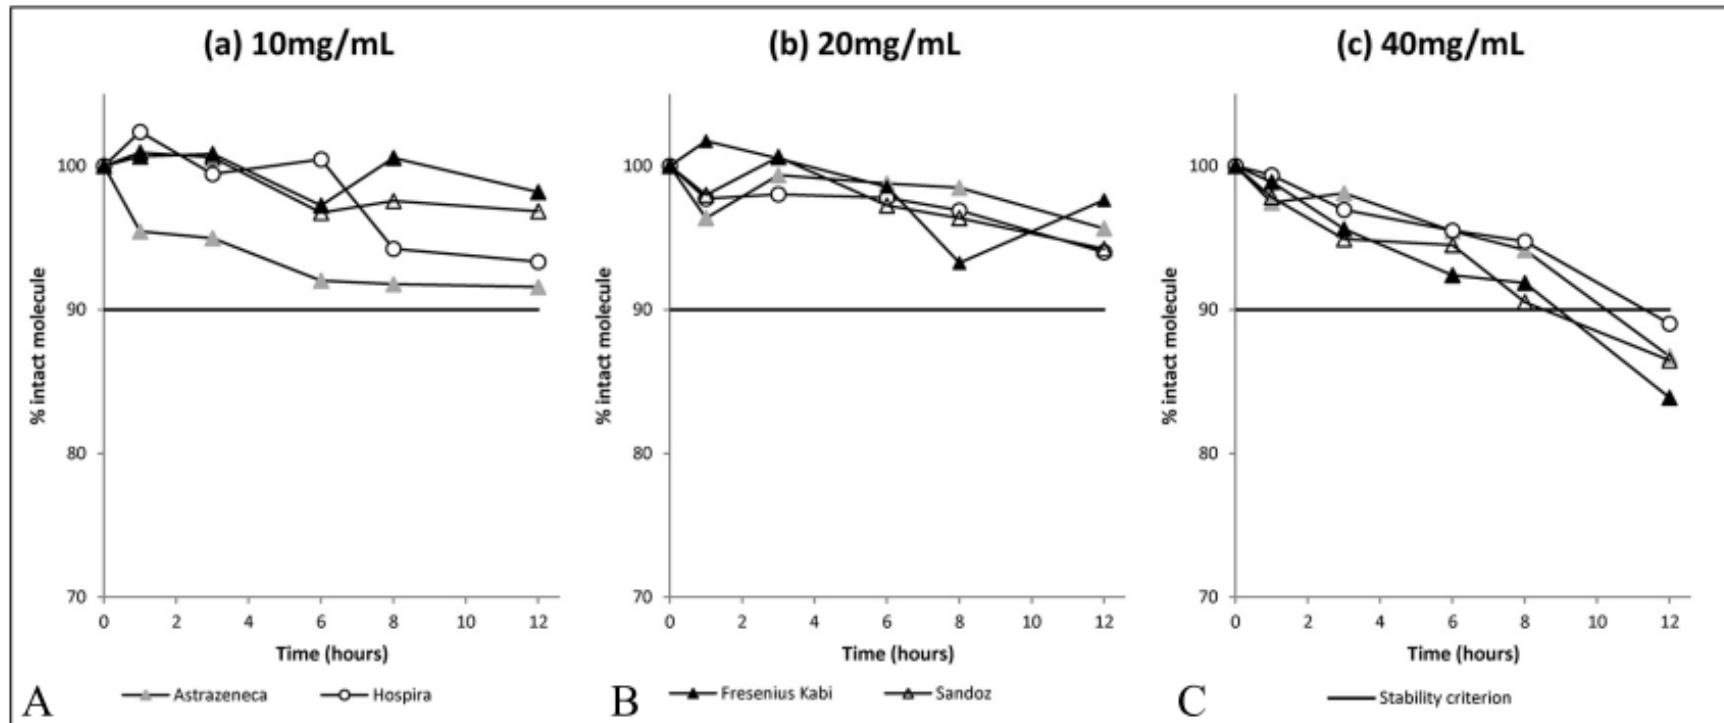 (a) 10mg/mL
% intact molecule
100
90
80
70
0 2 4 6 8 10 12
Time (hours)
(b) 20mg/mL
% intact molecule
100
90
80
70
0 2 4 6 8 10 12
Time (hours)
(c) 40mg/mL
% intact molecule
100
90
80
70
0 2 4 6 8 10 12
Time (hours)
A
Astrazeneca
Hospira
B
Fresenius Kabi
Sandoz
C
Stability criterion